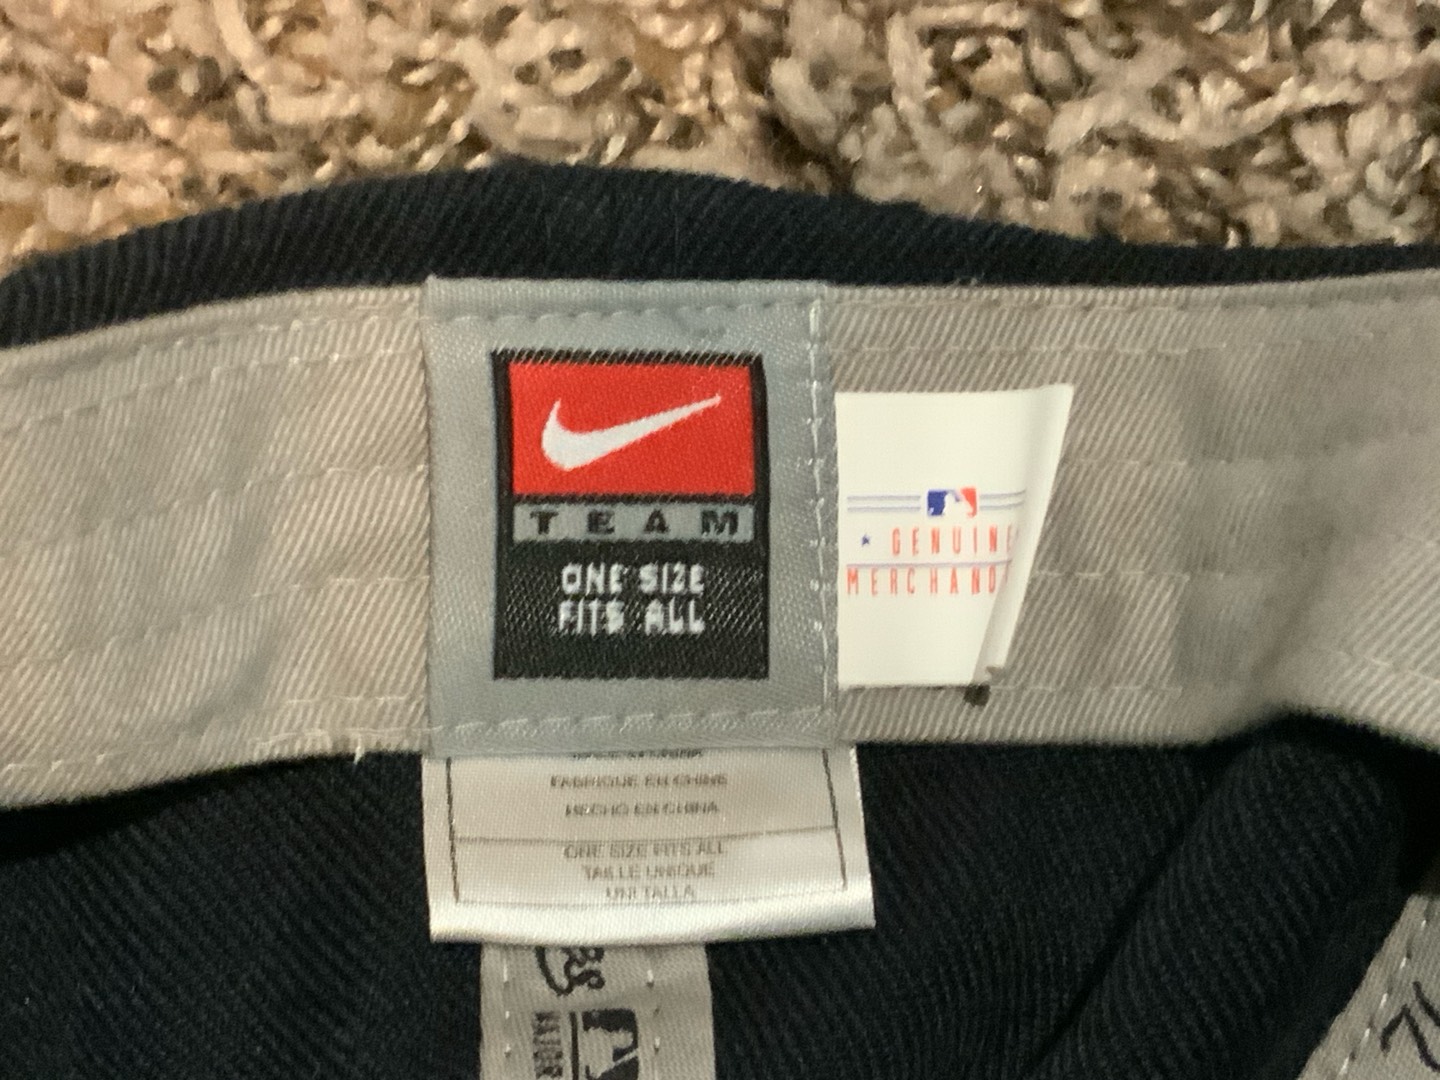 TEAM
ONE SIZE
FITS ALL
GENUINE
MERCHAND
FABRIQUE EN CHINE
HECHO EN CHINA
ONE SIZE FITS ALL
TAILLE UNIQUE
UNITALLA
MAJOR